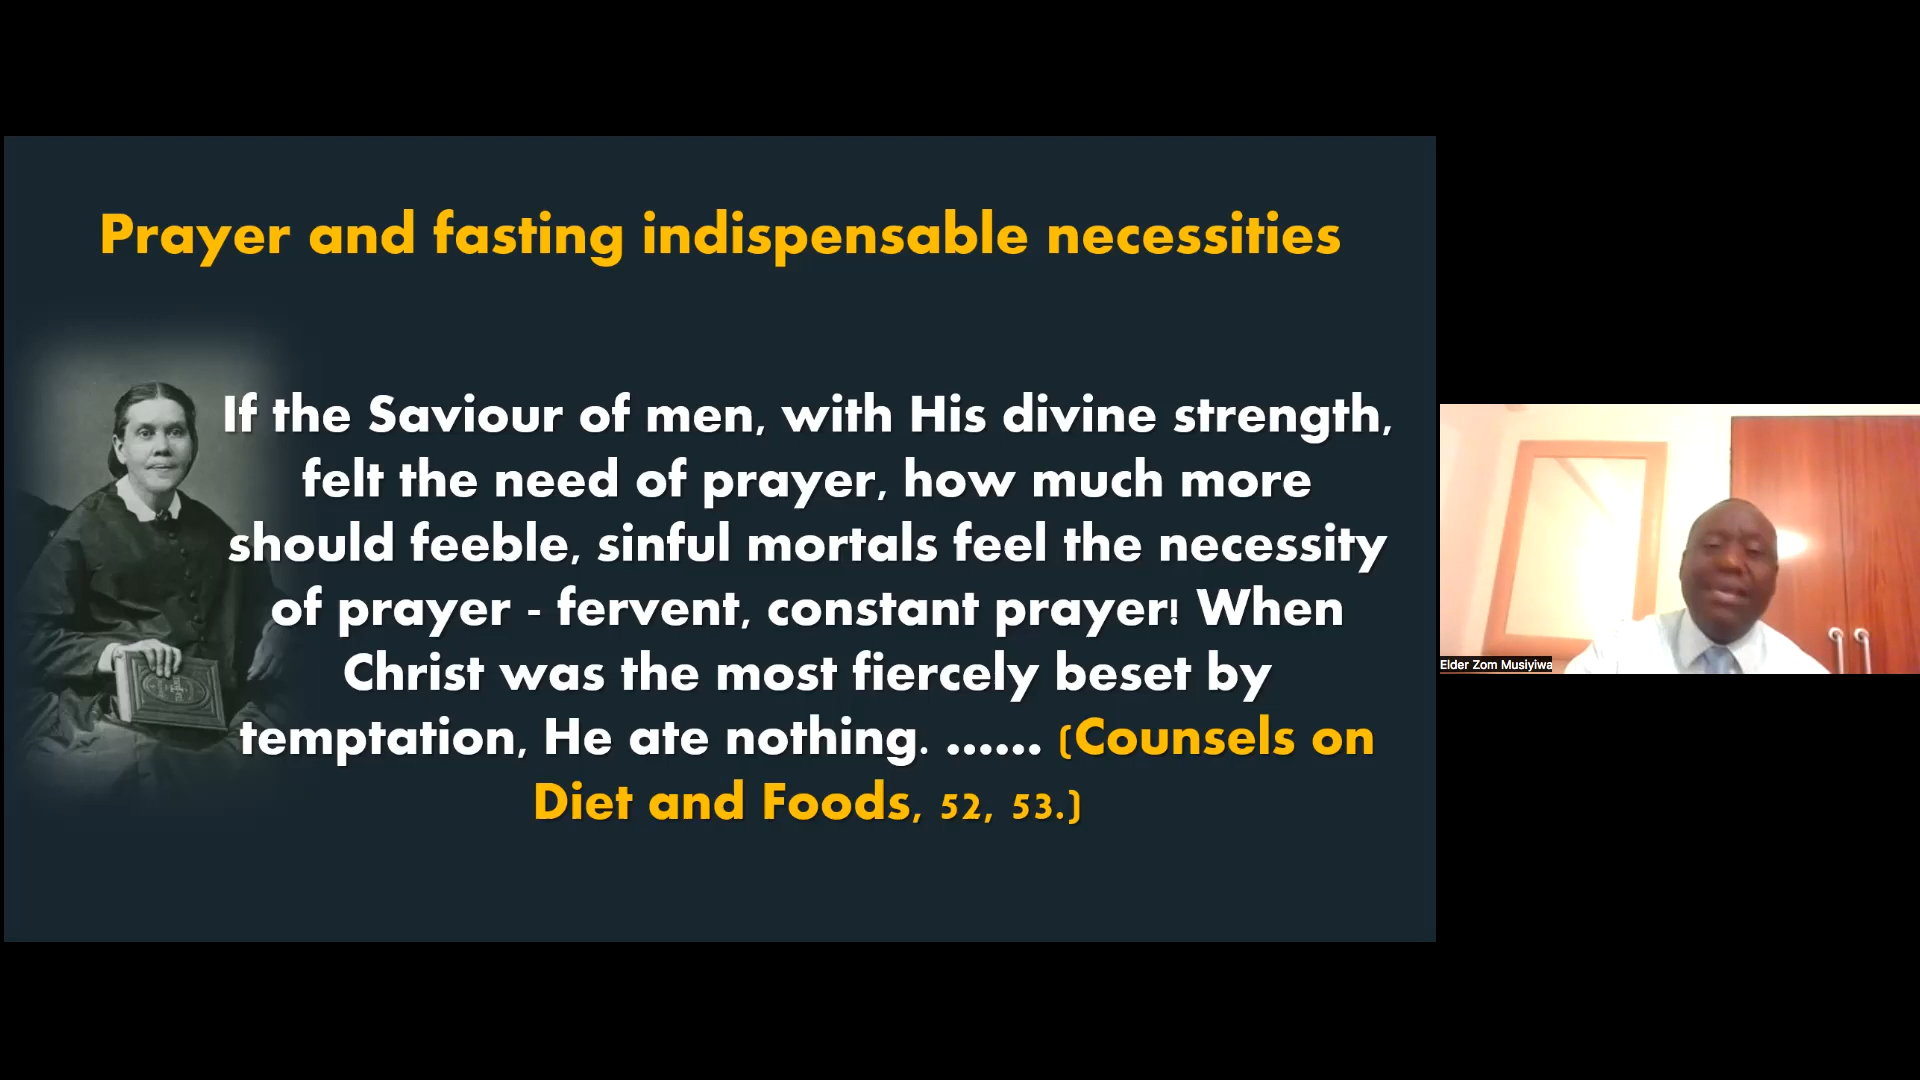 Prayer and fasting indispensable necessities
If the Saviour of men, with His divine strength,
felt the need of prayer, how much more
should feeble, sinful mortals feel the necessity
of prayer - fervent, constant prayer! When
Christ was the most fiercely beset by
temptation, He ate nothing. ...... (Counsels on
Diet and Foods, 52, 53.)
Elder Zom Musiyiwa